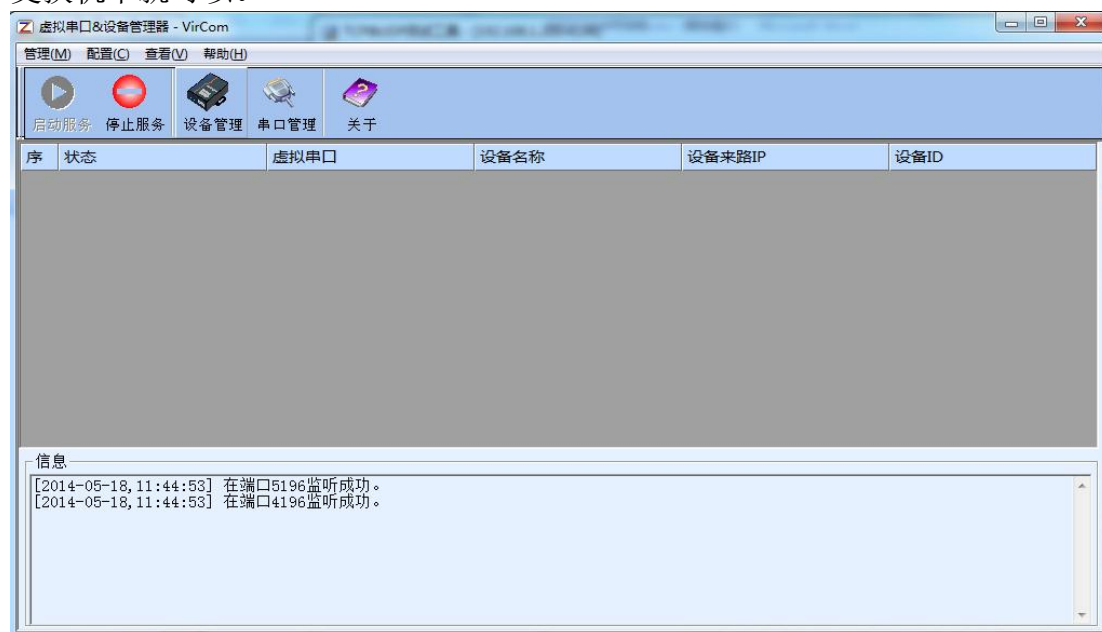 虚拟串口&设备管理器 - VirCom
管理(M) 配置(C) 查看(V) 帮助(H)
启动服务 停止服务 设备管理 串口管理 关于
序 状态 虚拟串口 设备名称 设备来路IP 设备ID
信息
[2014-05-18,11:44:53] 在端口5196监听成功。
[2014-05-18,11:44:53] 在端口4196监听成功。